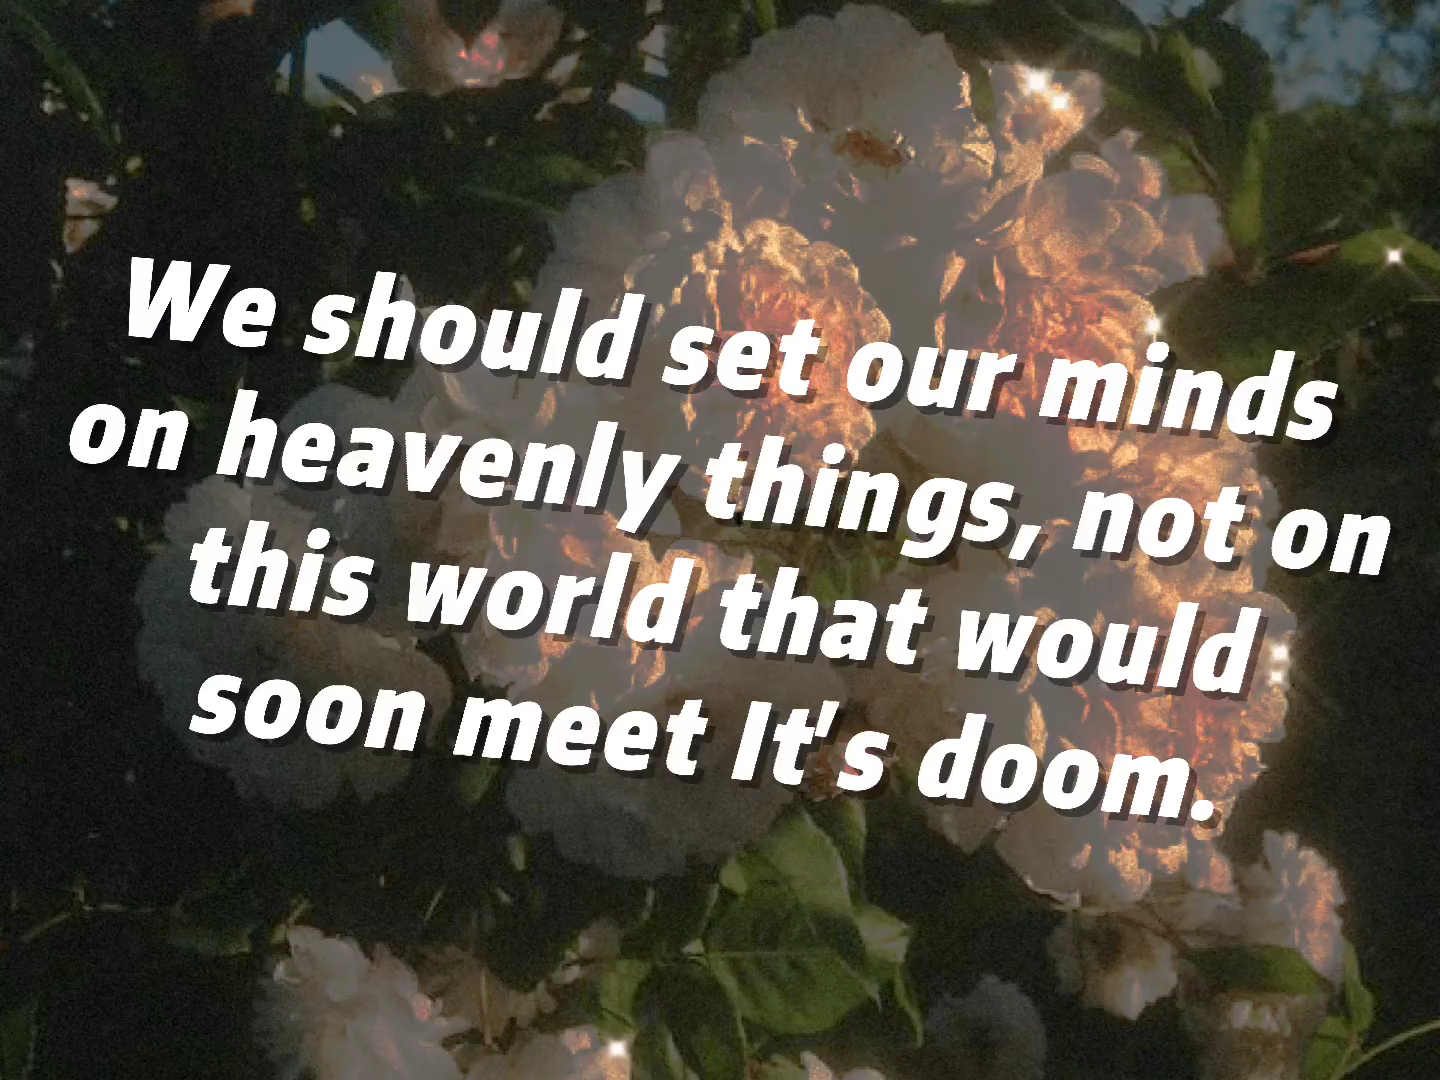 We should set our minds
on heavenly things, not on
this world that would
soon meet It's doom.